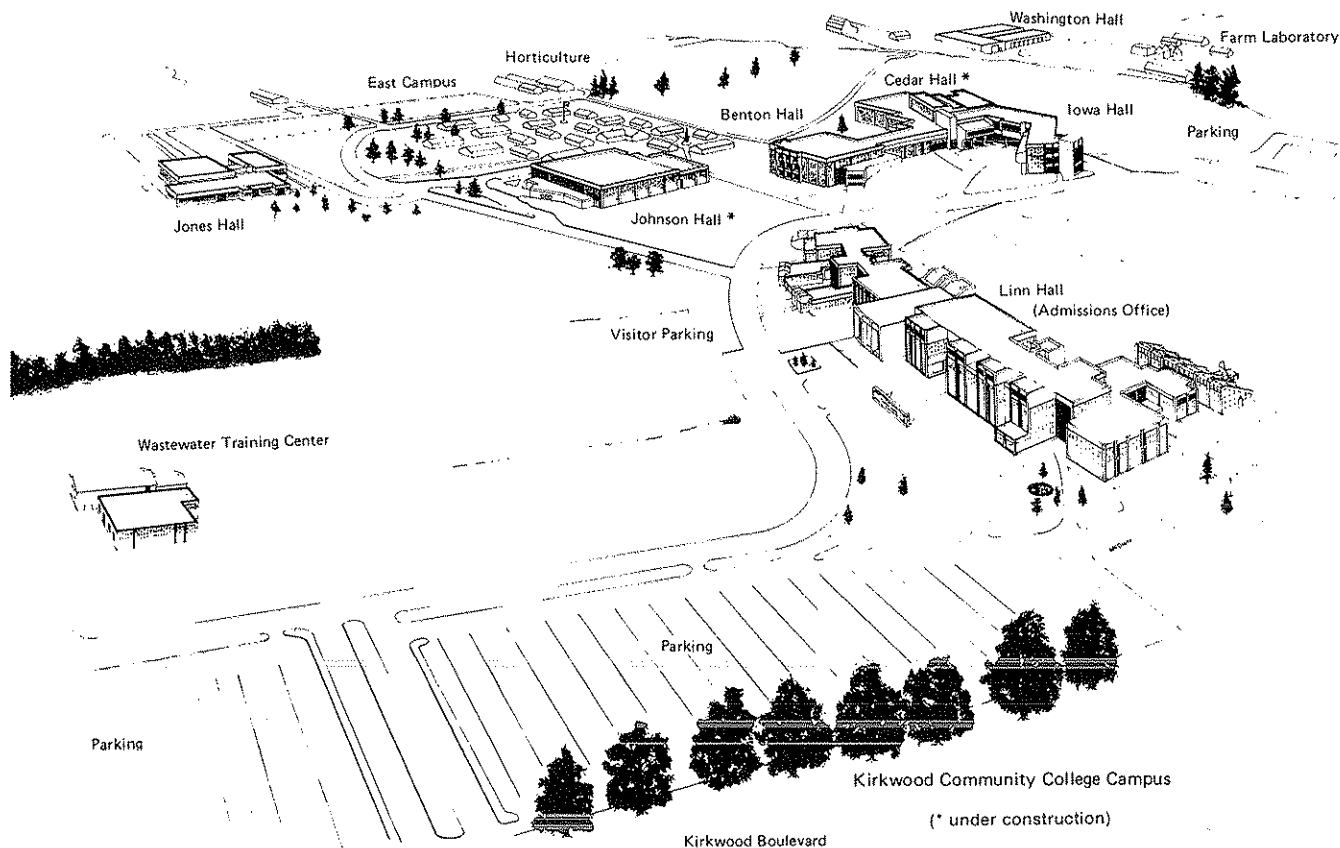 Washington Hall
Farm Laboratory
Horticulture
East Campus
Cedar Hall *
Benton Hall
Iowa Hall
Parking
Jones Hall
Johnson Hall *
Linn Hall
(Admissions Office)
Visitor Parking
Wastewater Training Center
Parking
Parking
Kirkwood Community College Campus
(* under construction)
Kirkwood Boulevard